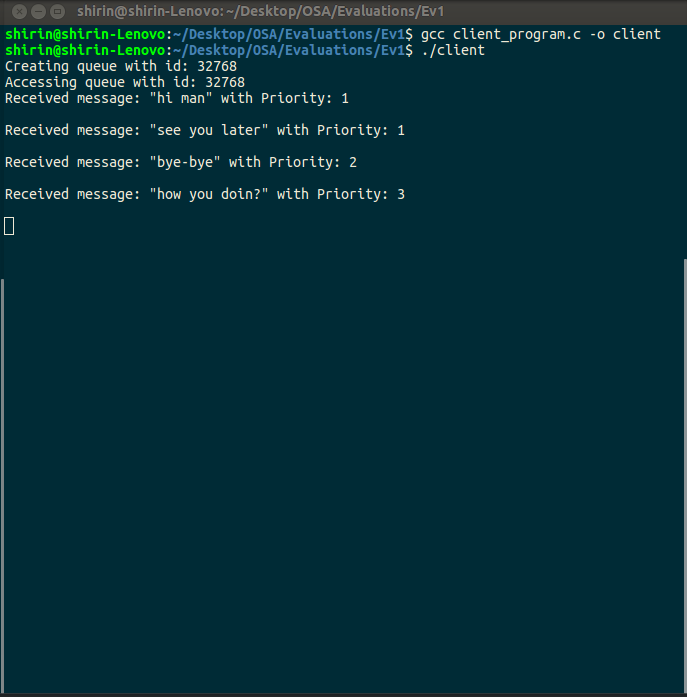 shirin@shirin-Lenovo: ~/Desktop/OSA/Evaluations/Ev1
shirin@shirin-Lenovo:~/Desktop/OSA/Evaluations/Ev1$ gcc client_program.c -o client
shirin@shirin-Lenovo:~/Desktop/OSA/Evaluations/Ev1$ ./client
Creating queue with id: 32768
Accessing queue with id: 32768
Received message: "hi man" with Priority: 1
Received message: "see you later" with Priority: 1
Received message: "bye-bye" with Priority: 2
Received message: "how you doin?" with Priority: 3